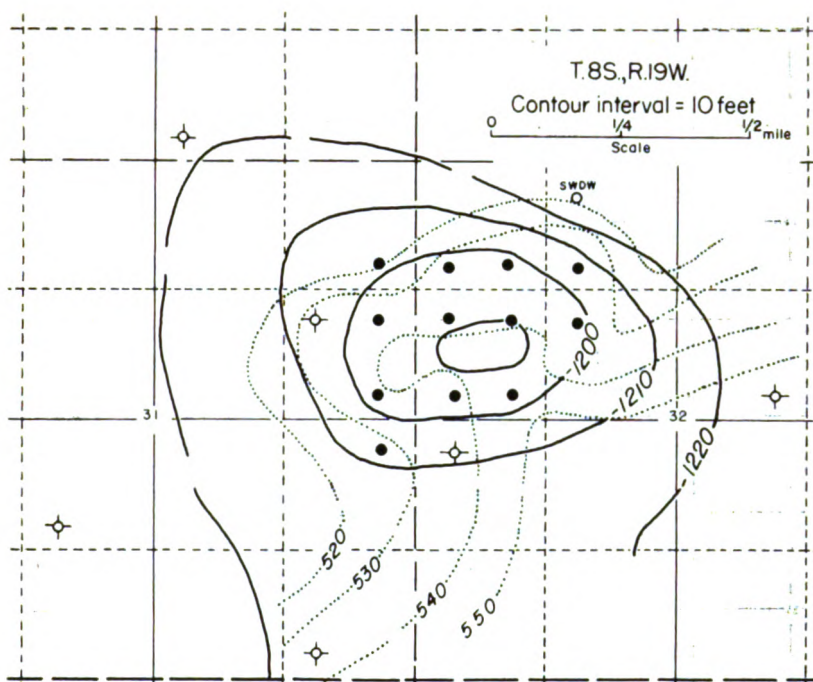 T.8S.,R.19W.
Contour interval = 10 feet
0 1/4 1/2 mile
Scale
SWDW
-1200
-1210
-1220
31
32
520
530
540
550